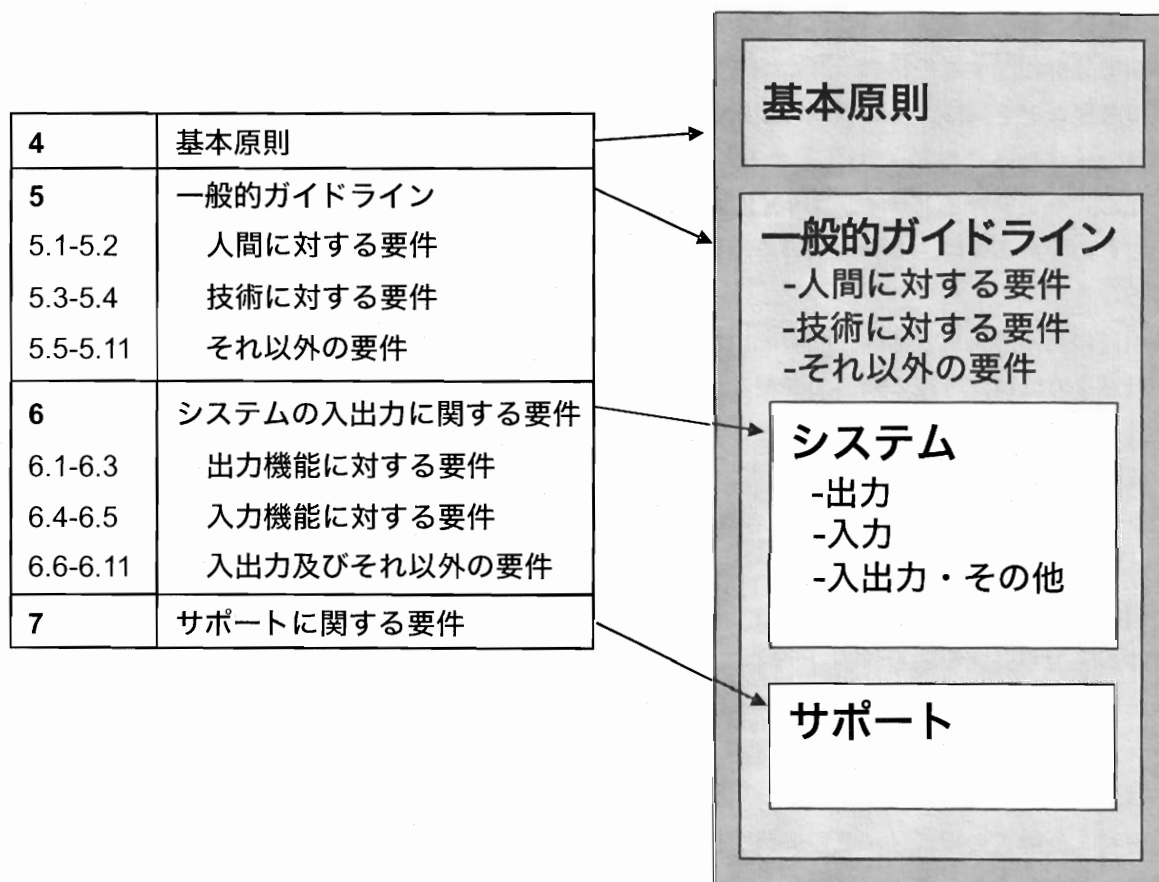 4 基本原則
5 一般的ガイドライン
5.1-5.2 人間に対する要件
5.3-5.4 技術に対する要件
5.5-5.11 それ以外の要件
6 システムの入出力に関する要件
6.1-6.3 出力機能に対する要件
6.4-6.5 入力機能に対する要件
6.6-6.11 入出力及びそれ以外の要件
7 サポートに関する要件
基本原則
一般的ガイドライン
-人間に対する要件
-技術に対する要件
-それ以外の要件
システム
-出力
-入力
-入出力・その他
サポート